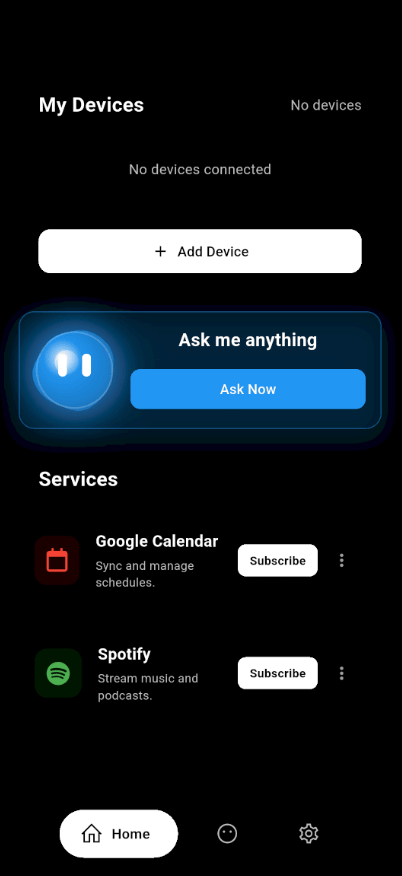 My Devices
No devices
No devices connected
+ Add Device
Ask me anything
Ask Now
Services
Google Calendar
Sync and manage
schedules.
Subscribe
Spotify
Stream music and
podcasts.
Subscribe
Home